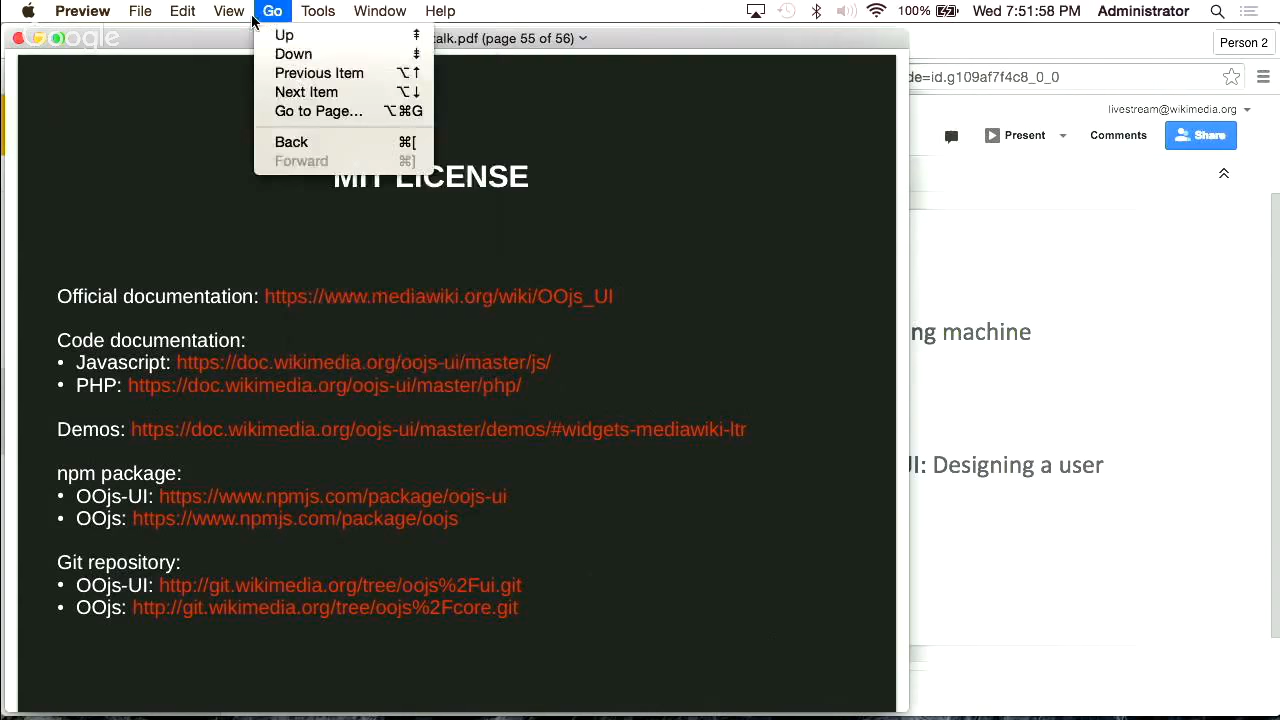 Preview File Edit View Go Tools Window Help 100% Wed 7:51:58 PM Administrator
Google
talk.pdf (page 55 of 56)
Person 2
Up
Down
Previous Item ⌥↑
Next Item ⌥↓
Go to Page... ⌥⌘G
Back ⌘[
Forward ⌘]
de=id.g109af7f4c8_0_0
livestream@wikimedia.org
Present Comments Share
MIT LICENSE
Official documentation: https://www.mediawiki.org/wiki/OOjs_UI
Code documentation:
• Javascript: https://doc.wikimedia.org/oojs-ui/master/js/
• PHP: https://doc.wikimedia.org/oojs-ui/master/php/
Demos: https://doc.wikimedia.org/oojs-ui/master/demos/#widgets-mediawiki-ltr
npm package:
• OOjs-UI: https://www.npmjs.com/package/oojs-ui
• OOjs: https://www.npmjs.com/package/oojs
Git repository:
• OOjs-UI: http://git.wikimedia.org/tree/oojs%2Fui.git
• OOjs: http://git.wikimedia.org/tree/oojs%2Fcore.git
ng machine
UI: Designing a user